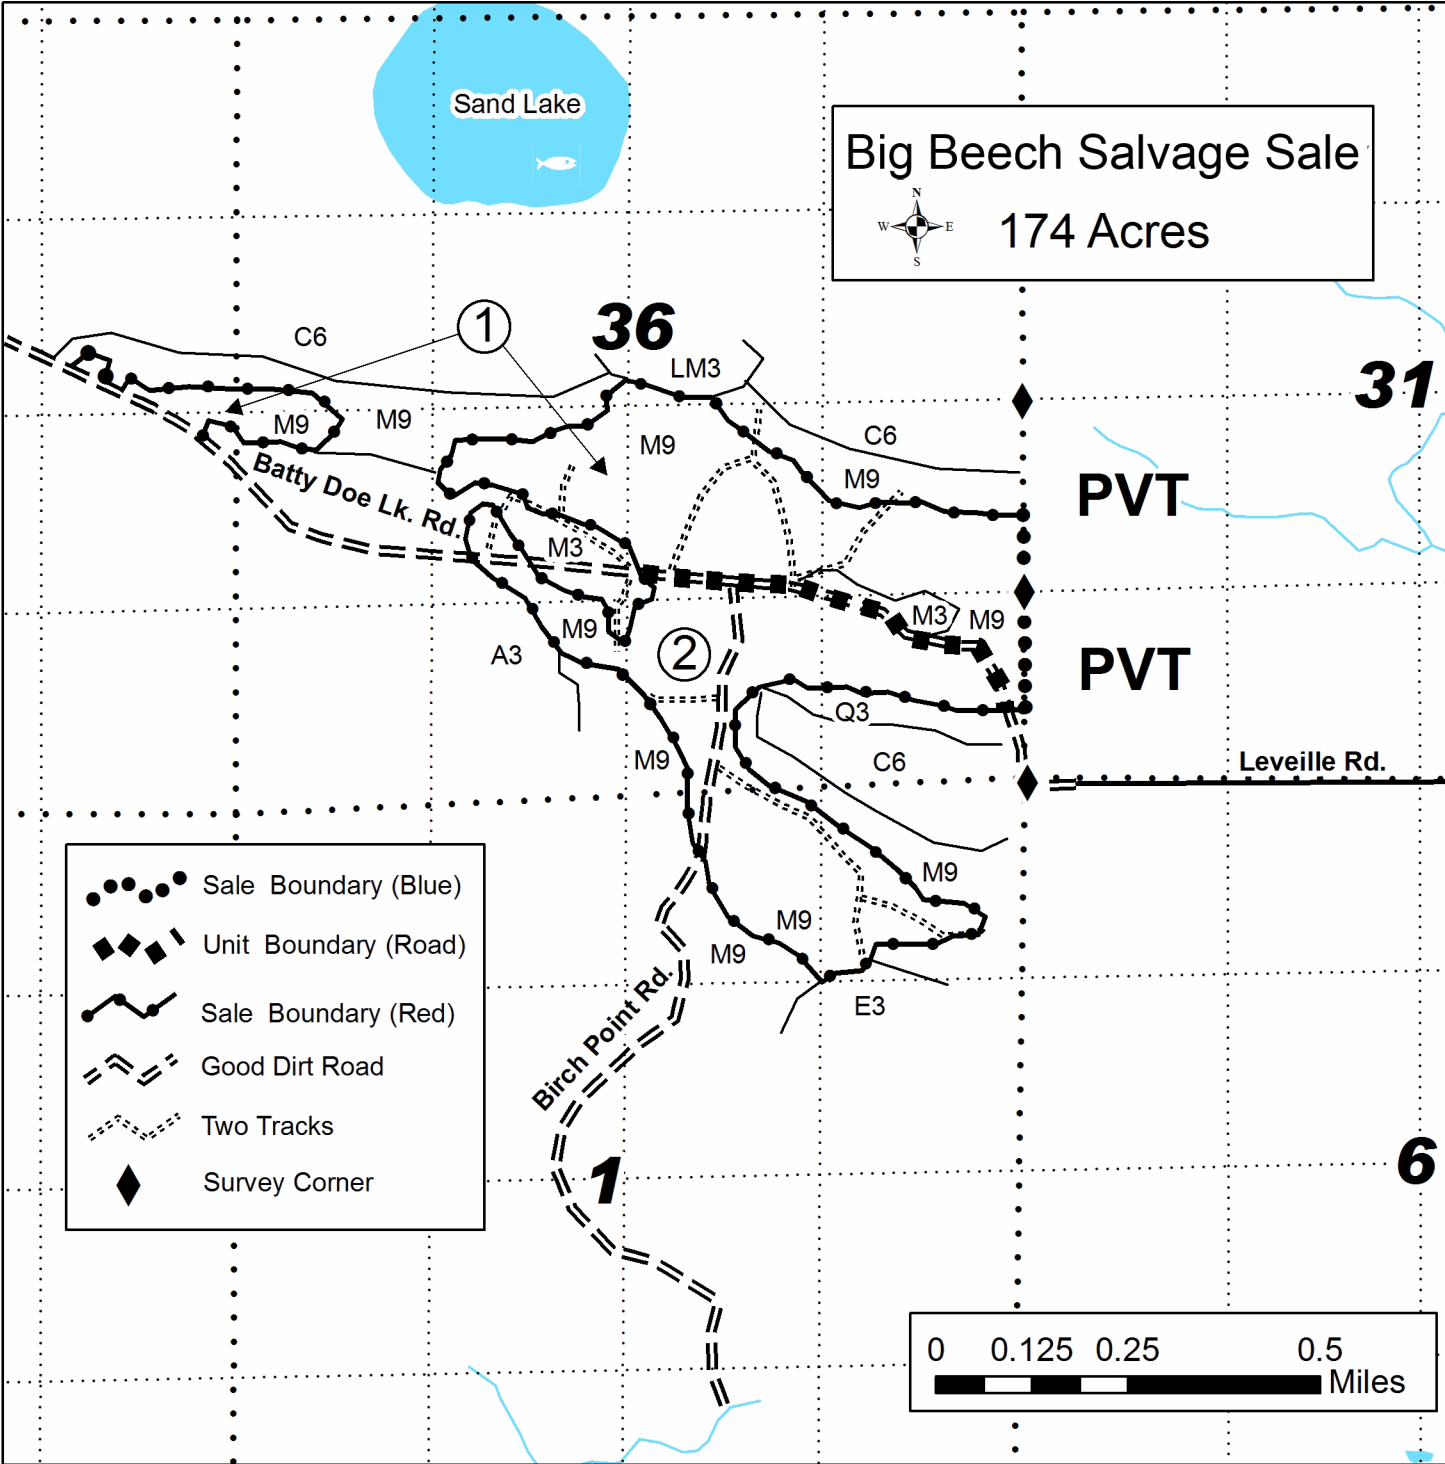 Sand Lake
Big Beech Salvage Sale
N
W E
S
174 Acres
1
36
C6
LM3
31
M9
M9
M9
C6
M9
PVT
Batty Doe Lk. Rd.
M3
M3
M9
M9
2
A3
PVT
Q3
M9
C6
Leveille Rd.
M9
M9
M9
E3
Birch Point Rd.
1
6
Sale Boundary (Blue)
Unit Boundary (Road)
Sale Boundary (Red)
Good Dirt Road
Two Tracks
Survey Corner
0 0.125 0.25 0.5
Miles